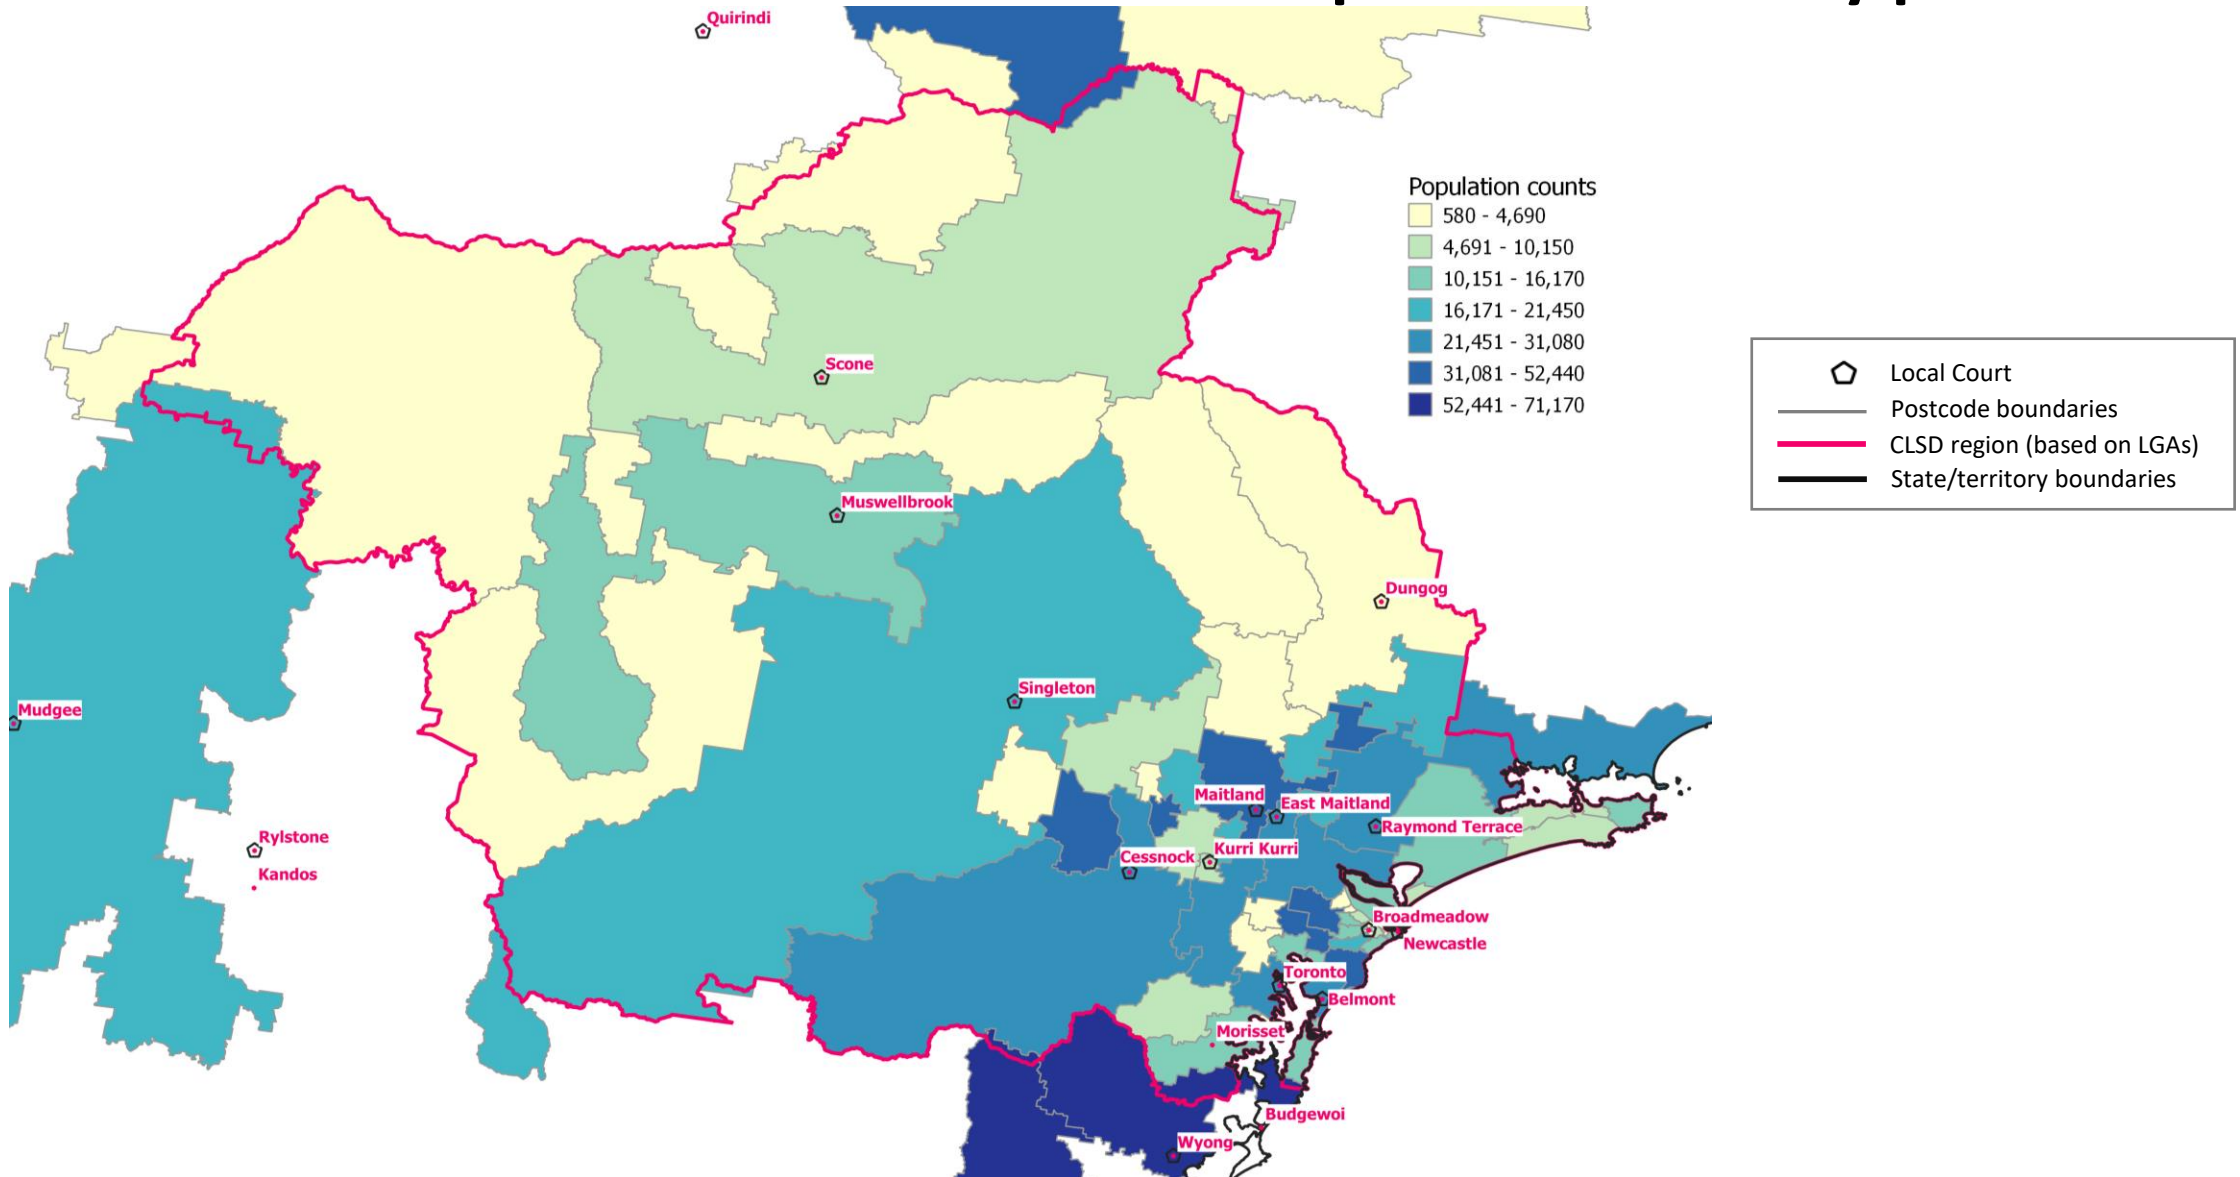 Quirindi
Population counts
580 - 4,690
4,691 - 10,150
10,151 - 16,170
16,171 - 21,450
21,451 - 31,080
31,081 - 52,440
52,441 - 71,170
Local Court
Postcode boundaries
CLSD region (based on LGAs)
State/territory boundaries
Scone
Muswellbrook
Dungog
Singleton
Mudgee
Maitland
East Maitland
Raymond Terrace
Rylstone
Kurri Kurri
Cessnock
Kandos
Broadmeadow
Newcastle
Toronto
Belmont
Morisset
Budgewoi
Wyong